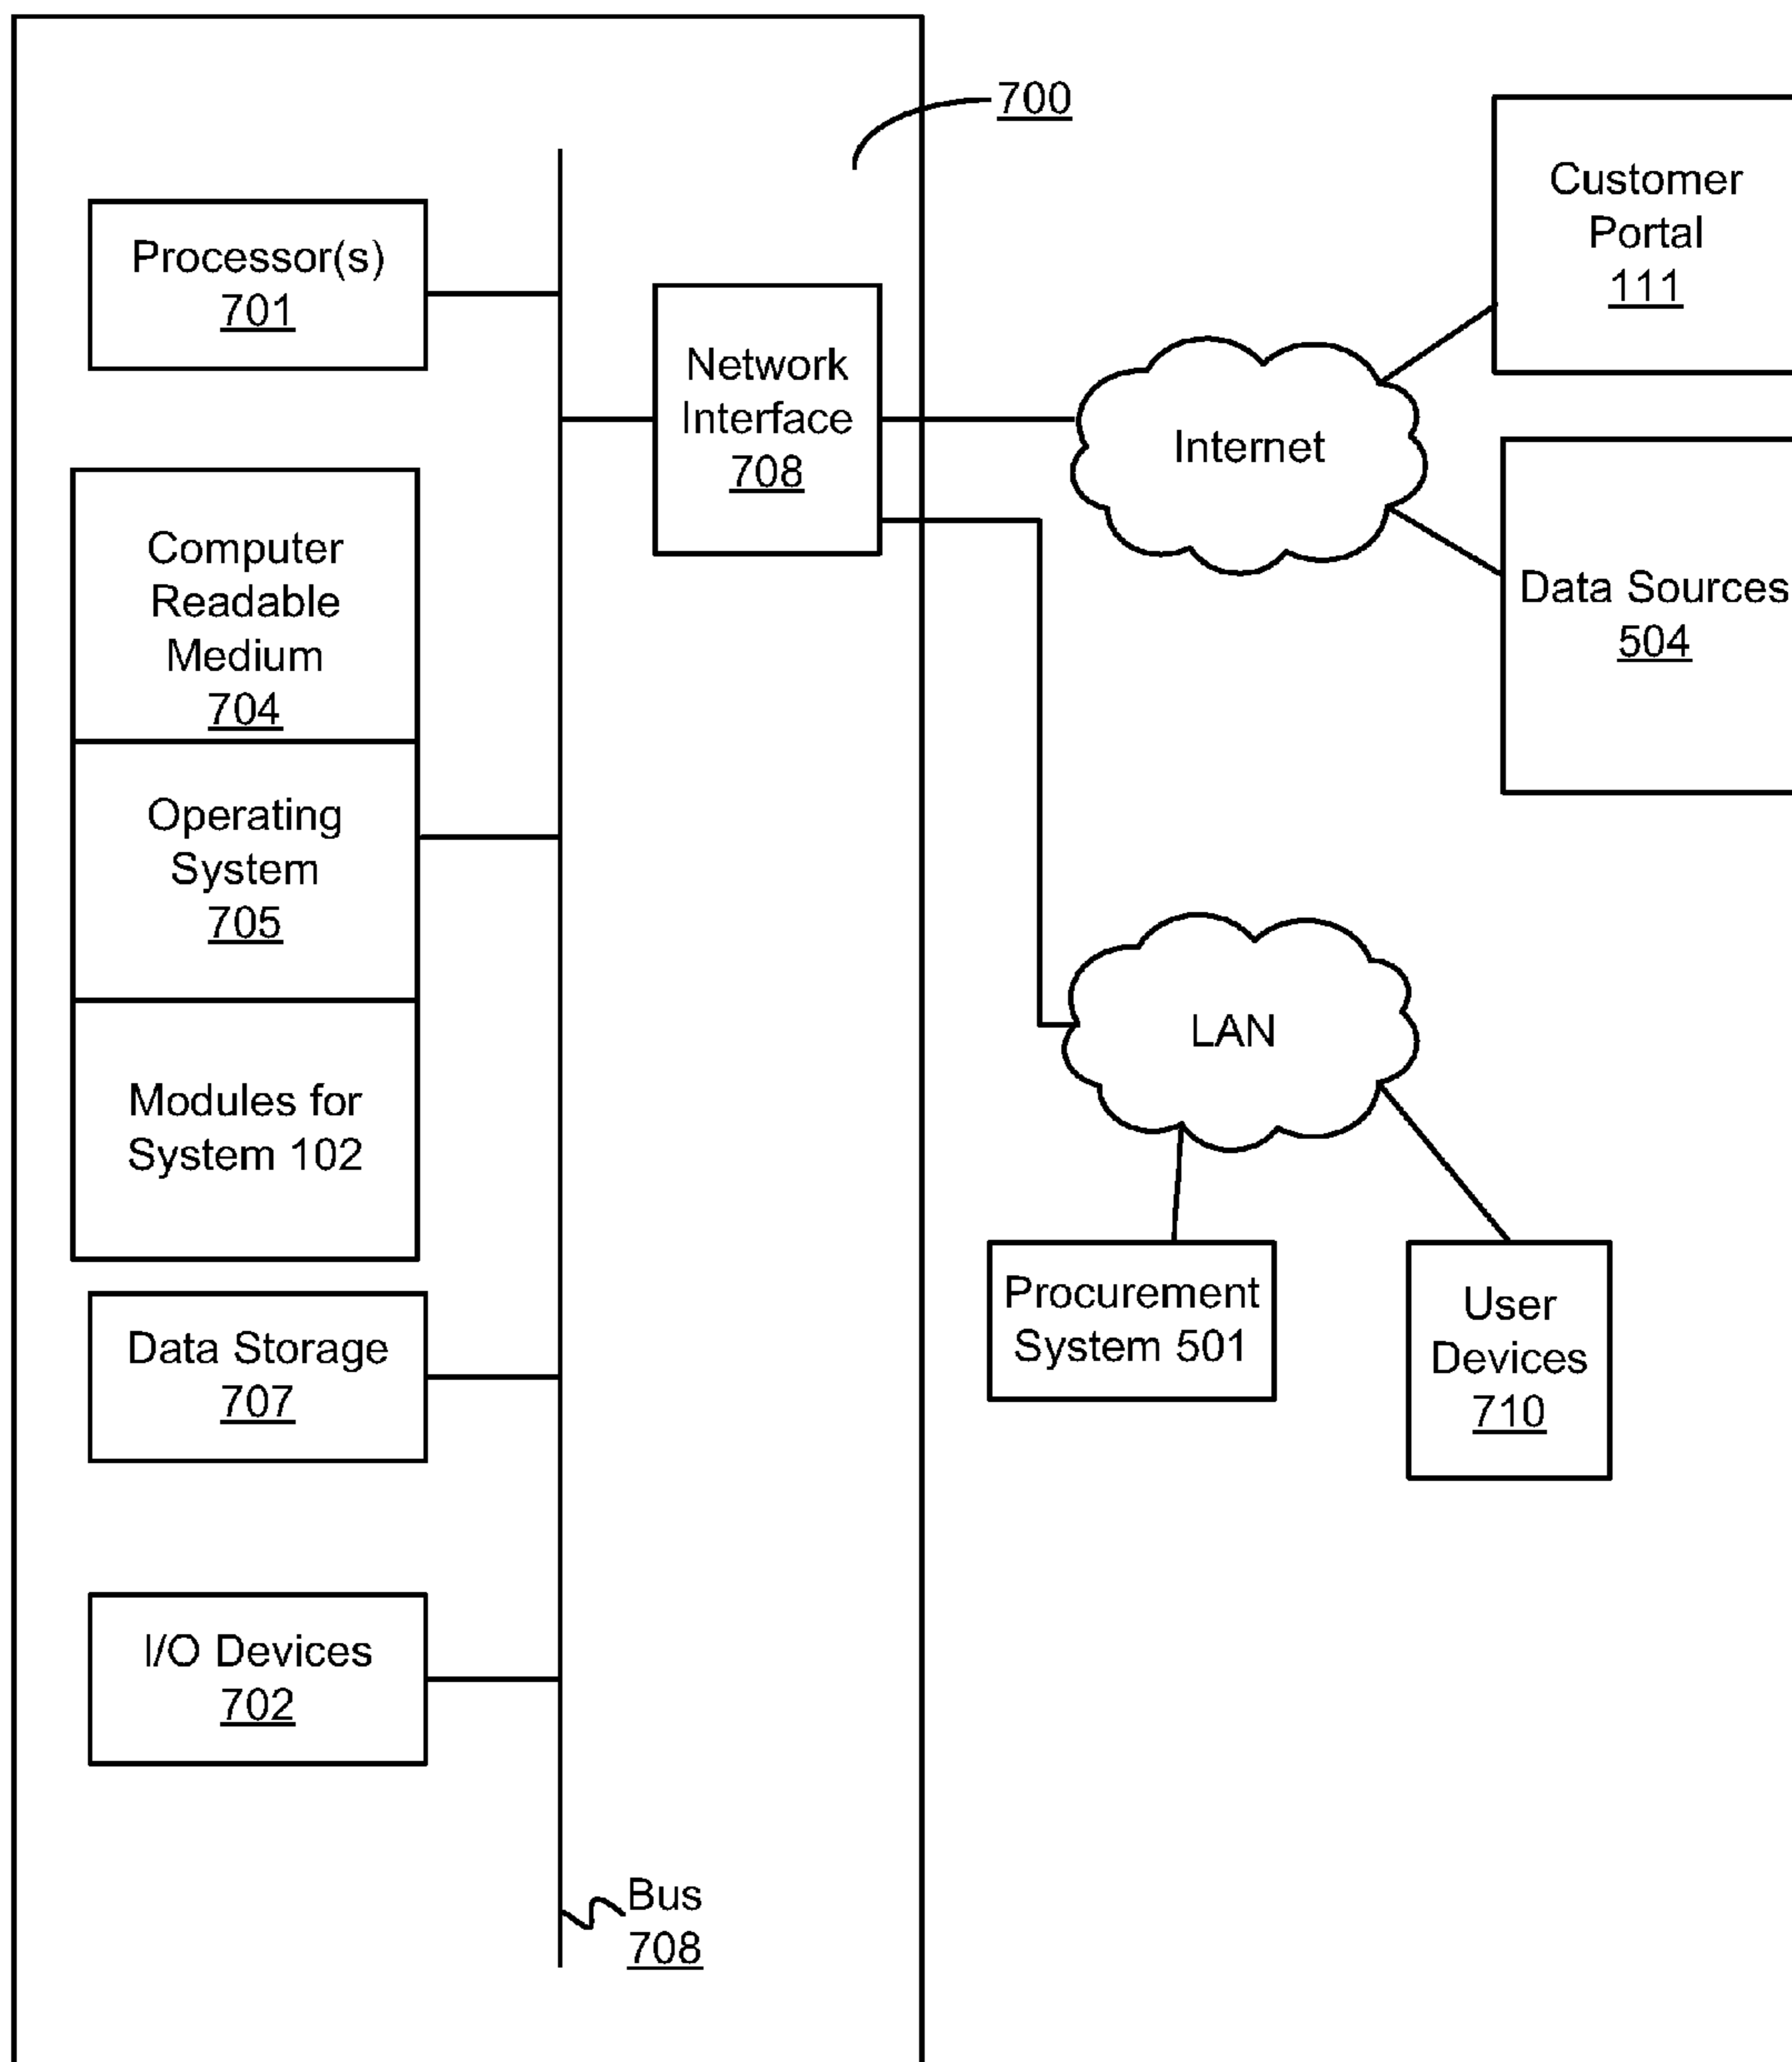 700
Processor(s)
701
Network
Interface
708
Computer
Readable
Medium
704
Operating
System
705
Modules for
System 102
Data Storage
707
I/O Devices
702
Bus
708
Internet
Customer
Portal
111
Data Sources
504
LAN
Procurement
System 501
User
Devices
710